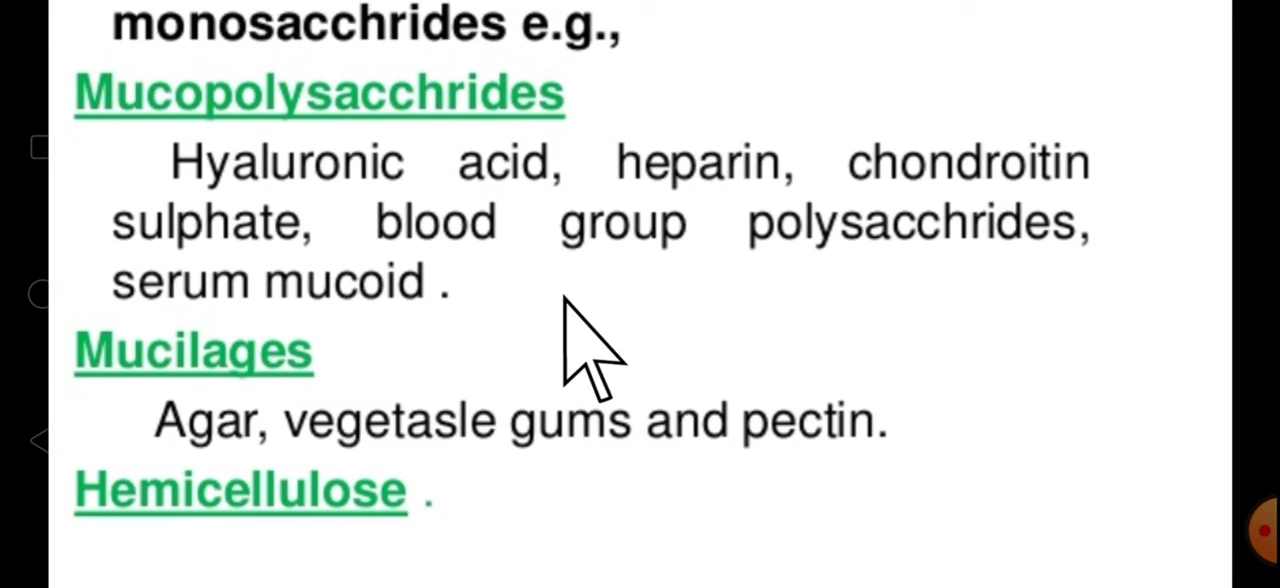 monosacchrides e.g.,
Mucopolysacchrides
Hyaluronic acid, heparin, chondroitin
sulphate, blood group polysacchrides,
serum mucoid .
Mucilages
Agar, vegetasle gums and pectin.
Hemicellulose .